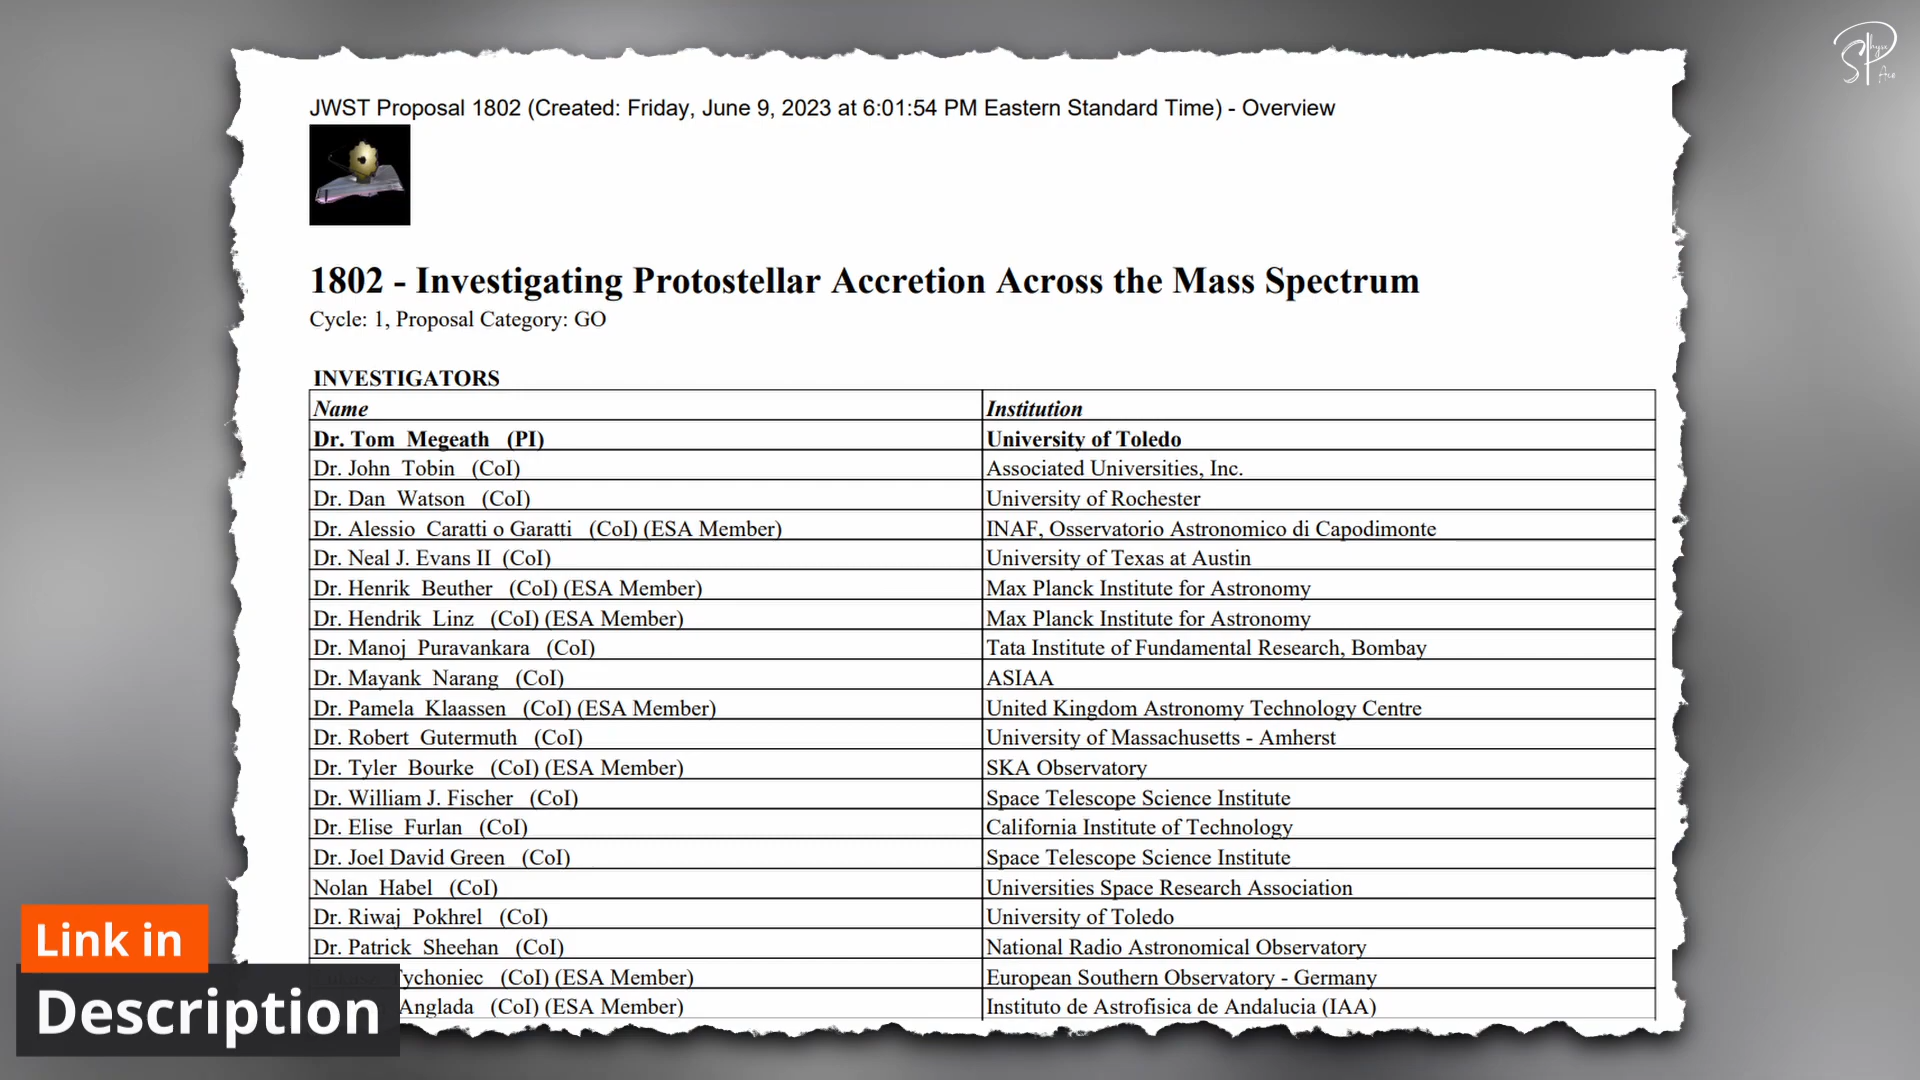 JWST Proposal 1802 (Created: Friday, June 9, 2023 at 6:01:54 PM Eastern Standard Time) - Overview
1802 - Investigating Protostellar Accretion Across the Mass Spectrum
Cycle: 1, Proposal Category: GO
INVESTIGATORS
Name Institution
Dr. Tom Megeath (PI) University of Toledo
Dr. John Tobin (CoI) Associated Universities, Inc.
Dr. Dan Watson (CoI) University of Rochester
Dr. Alessio Caratti o Garatti (CoI) (ESA Member) INAF, Osservatorio Astronomico di Capodimonte
Dr. Neal J. Evans II (CoI) University of Texas at Austin
Dr. Henrik Beuther (CoI) (ESA Member) Max Planck Institute for Astronomy
Dr. Hendrik Linz (CoI) (ESA Member) Max Planck Institute for Astronomy
Dr. Manoj Puravankara (CoI) Tata Institute of Fundamental Research, Bombay
Dr. Mayank Narang (CoI) ASIAA
Dr. Pamela Klaassen (CoI) (ESA Member) United Kingdom Astronomy Technology Centre
Dr. Robert Gutermuth (CoI) University of Massachusetts - Amherst
Dr. Tyler Bourke (CoI) (ESA Member) SKA Observatory
Dr. William J. Fischer (CoI) Space Telescope Science Institute
Dr. Elise Furlan (CoI) California Institute of Technology
Dr. Joel David Green (CoI) Space Telescope Science Institute
Nolan Habel (CoI) Universities Space Research Association
Dr. Riwaj Pokhrel (CoI) University of Toledo
Dr. Patrick Sheehan (CoI) National Radio Astronomical Observatory
ychoniec (CoI) (ESA Member) European Southern Observatory - Germany
Anglada (CoI) (ESA Member) Instituto de Astrofisica de Andalucia (IAA)
Link in
Description